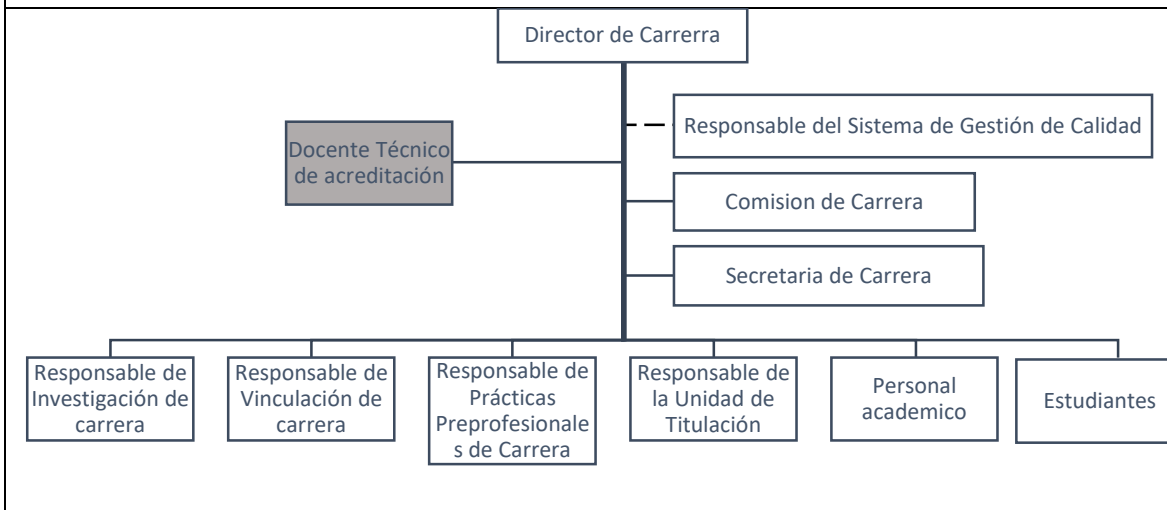 Director de Carrerra
Responsable del Sistema de Gestión de Calidad
Docente Técnico
de acreditación
Comision de Carrera
Secretaria de Carrera
Responsable de
Investigación de
carrera
Responsable de
Vinculación de
carrera
Responsable de
Prácticas
Preprofesionale
s de Carrera
Responsable de
la Unidad de
Titulación
Personal
academico
Estudiantes